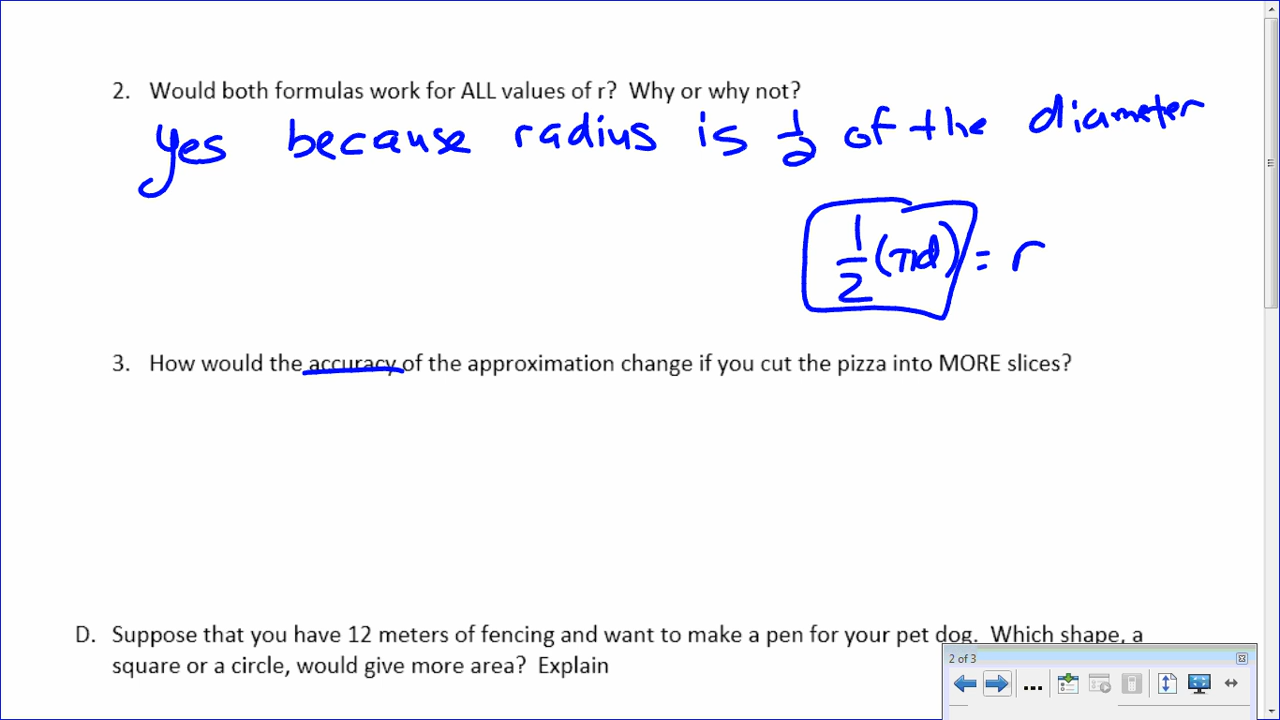 2. Would both formulas work for ALL values of r? Why or why not?
yes because radius is 1/2 of the diameter
1/2 (πd) = r
3. How would the accuracy of the approximation change if you cut the pizza into MORE slices?
D. Suppose that you have 12 meters of fencing and want to make a pen for your pet dog. Which shape, a
square or a circle, would give more area? Explain
2 of 3